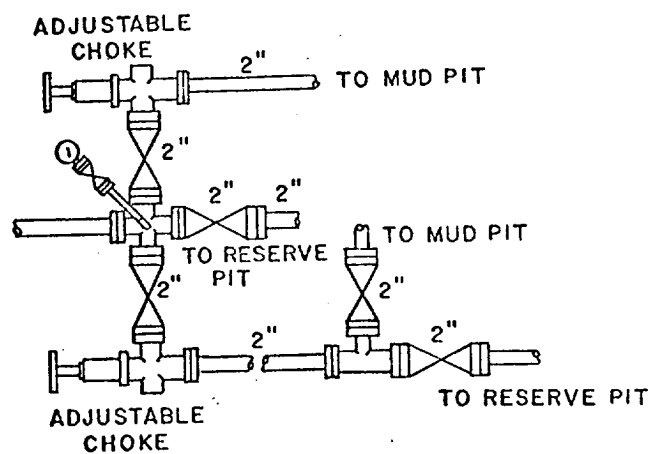 ADJUSTABLE
CHOKE
2"
TO MUD PIT
1
2"
2"
2"
TO RESERVE
PIT
TO MUD PIT
2"
2"
2"
2"
TO RESERVE PIT
ADJUSTABLE
CHOKE